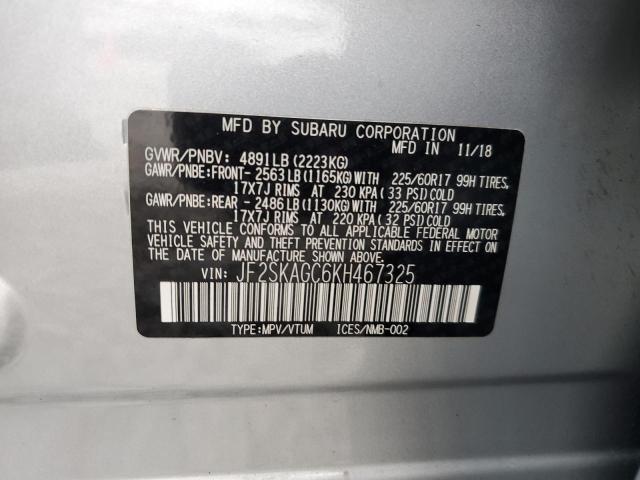 MFD BY SUBARU CORPORATION
MFD IN 11/18
GVWR/PNBV: 4891LB(2223KG)
GAWR/PNBE:FRONT- 2563LB(1165KG)WITH 225/60R17 99H TIRES,
17X7J RIMS AT 230 KPA( 33 PSI)COLD
GAWR/PNBE:REAR - 2486LB(1130KG)WITH 225/60R17 99H TIRES,
17X7J RIMS AT 220 KPA( 32 PSI)COLD
THIS VEHICLE CONFORMS TO ALL APPLICABLE FEDERAL MOTOR
VEHICLE SAFETY AND THEFT PREVENTION STANDARDS IN EFFECT ON
THE DATE OF MANUFACTURE SHOWN ABOVE.
VIN: JF2SKAGC6KH467325
TYPE:MPV/VTUM ICES/NMB-002